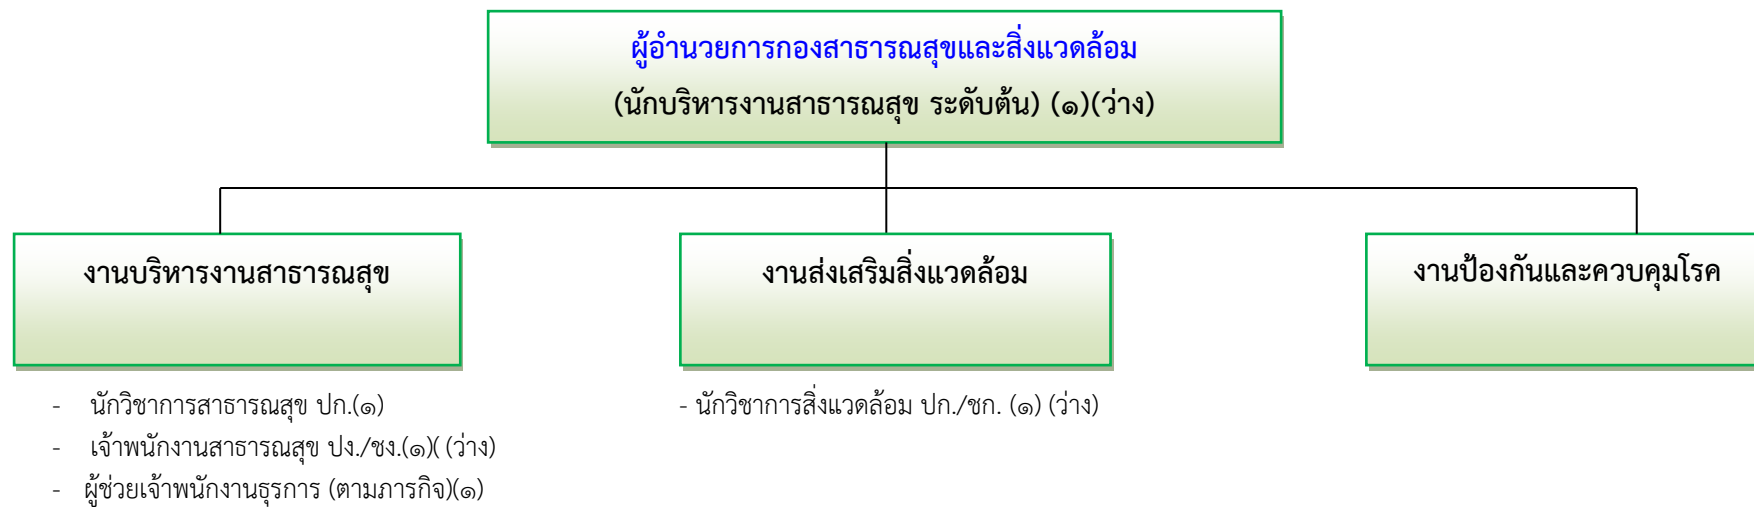 ผู้อำนวยการกองสาธารณสุขและสิ่งแวดล้อม
(นักบริหารงานสาธารณสุข ระดับต้น) (๑)(ว่าง)
งานบริหารงานสาธารณสุข
งานส่งเสริมสิ่งแวดล้อม
งานป้องกันและควบคุมโรค
- นักวิชาการสาธารณสุข ปก.(๑)
- เจ้าพนักงานสาธารณสุข ปง./ชง.(๑)( (ว่าง)
- ผู้ช่วยเจ้าพนักงานธุรการ (ตามภารกิจ)(๑)
- นักวิชาการสิ่งแวดล้อม ปก./ชก. (๑) (ว่าง)